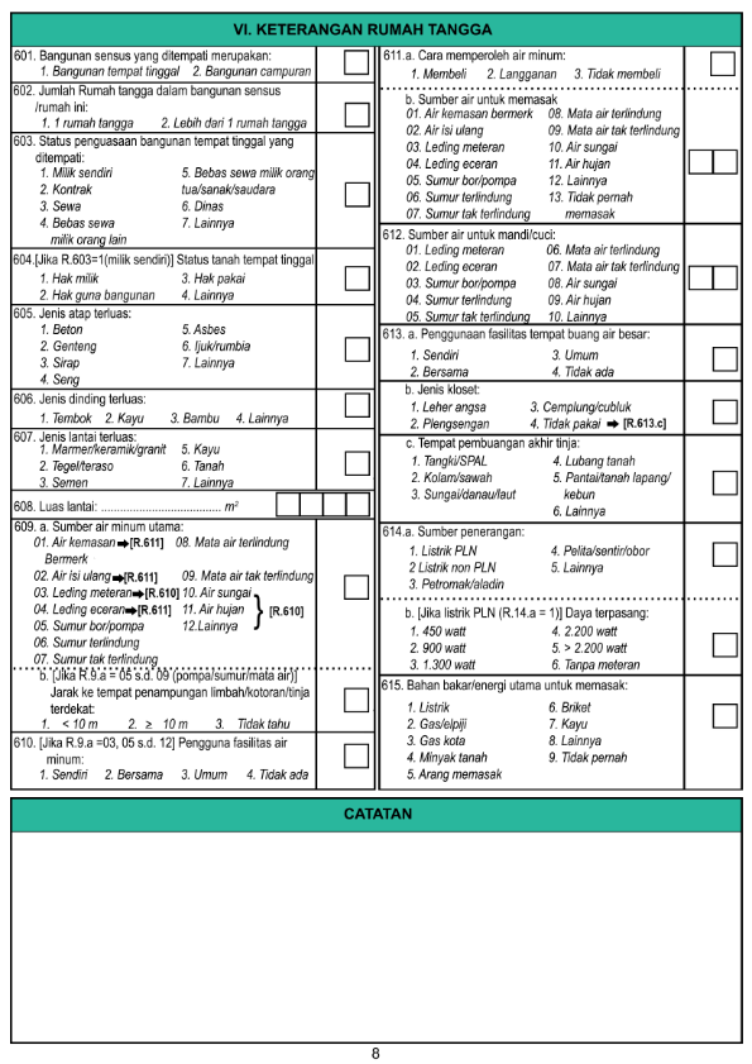 VI. KETERANGAN RUMAH TANGGA
601. Bangunan sensus yang ditempati merupakan:
1. Bangunan tempat tinggal 2. Bangunan campuran
602. Jumlah Rumah tangga dalam bangunan sensus
/rumah ini:
1. 1 rumah tangga 2. Lebih dari 1 rumah tangga
603. Status penguasaan bangunan tempat tinggal yang
ditempati:
1. Milik sendiri 5. Bebas sewa milik orang
2. Kontrak tua/sanak/saudara
3. Sewa 6. Dinas
4. Bebas sewa 7. Lainnya
milik orang lain
604.[Jika R.603=1(milik sendiri)] Status tanah tempat tinggal
1. Hak milik 3. Hak pakai
2. Hak guna bangunan 4. Lainnya
605. Jenis atap terluas:
1. Beton 5. Asbes
2. Genteng 6. Ijuk/rumbia
3. Sirap 7. Lainnya
4. Seng
606. Jenis dinding terluas:
1. Tembok 2. Kayu 3. Bambu 4. Lainnya
607. Jenis lantai terluas:
1. Marmer/keramik/granit 5. Kayu
2. Tegel/teraso 6. Tanah
3. Semen 7. Lainnya
608. Luas lantai: ..................................... m²
609. a. Sumber air minum utama:
01. Air kemasan ➡[R.611] 08. Mata air terlindung
Bermerk
02. Air isi ulang➡[R.611] 09. Mata air tak terlindung
03. Leding meteran➡[R.610] 10. Air sungai
04. Leding eceran➡[R.611] 11. Air hujan } [R.610]
05. Sumur bor/pompa 12.Lainnya
06. Sumur terlindung
07. Sumur tak terlindung
b. [Jika R.9.a = 05 s.d. 09 (pompa/sumur/mata air)]
Jarak ke tempat penampungan limbah/kotoran/tinja
terdekat:
1. < 10 m 2. ≥ 10 m 3. Tidak tahu
610. [Jika R.9.a =03, 05 s.d. 12] Pengguna fasilitas air
minum:
1. Sendiri 2. Bersama 3. Umum 4. Tidak ada
611.a. Cara memperoleh air minum:
1. Membeli 2. Langganan 3. Tidak membeli
b. Sumber air untuk memasak
01. Air kemasan bermerk 08. Mata air terlindung
02. Air isi ulang 09. Mata air tak terlindung
03. Leding meteran 10. Air sungai
04. Leding eceran 11. Air hujan
05. Sumur bor/pompa 12. Lainnya
06. Sumur terlindung 13. Tidak pernah
07. Sumur tak terlindung memasak
612. Sumber air untuk mandi/cuci:
01. Leding meteran 06. Mata air terlindung
02. Leding eceran 07. Mata air tak terlindung
03. Sumur bor/pompa 08. Air sungai
04. Sumur terlindung 09. Air hujan
05. Sumur tak terlindung 10. Lainnya
613. a. Penggunaan fasilitas tempat buang air besar:
1. Sendiri 3. Umum
2. Bersama 4. Tidak ada
b. Jenis kloset:
1. Leher angsa 3. Cemplung/cubluk
2. Plengsengan 4. Tidak pakai ➡ [R.613.c]
c. Tempat pembuangan akhir tinja:
1. Tangki/SPAL 4. Lubang tanah
2. Kolam/sawah 5. Pantai/tanah lapang/
3. Sungai/danau/laut kebun
6. Lainnya
614.a. Sumber penerangan:
1. Listrik PLN 4. Pelita/sentir/obor
2 Listrik non PLN 5. Lainnya
3. Petromak/aladin
b. [Jika listrik PLN (R.14.a = 1)] Daya terpasang:
1. 450 watt 4. 2.200 watt
2. 900 watt 5. > 2.200 watt
3. 1.300 watt 6. Tanpa meteran
615. Bahan bakar/energi utama untuk memasak:
1. Listrik 6. Briket
2. Gas/elpiji 7. Kayu
3. Gas kota 8. Lainnya
4. Minyak tanah 9. Tidak pernah
5. Arang memasak
CATATAN
8